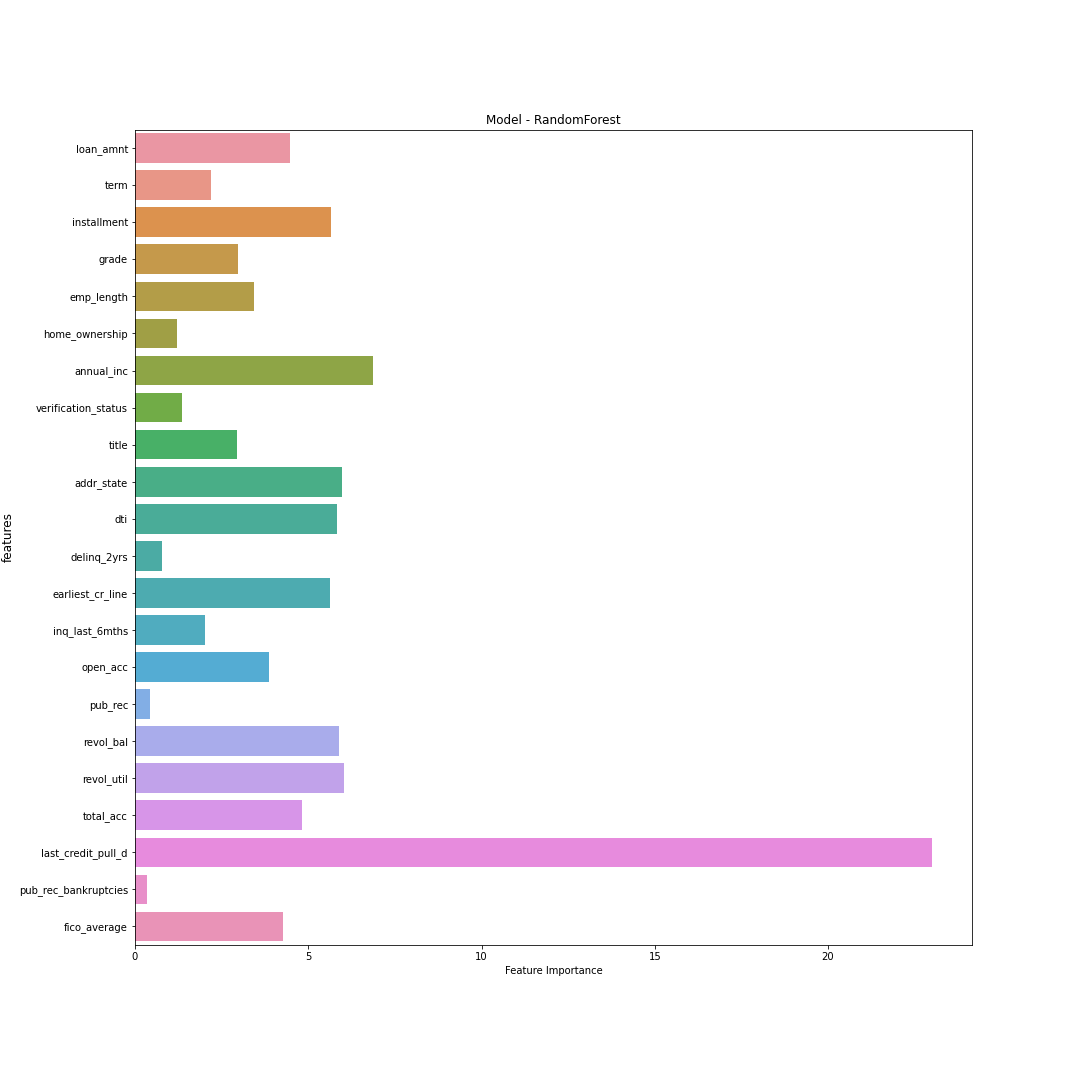 Model - RandomForest
loan_amnt
term
installment
grade
emp_length
home_ownership
annual_inc
verification_status
title
addr_state
dti
delinq_2yrs
earliest_cr_line
inq_last_6mths
open_acc
pub_rec
revol_bal
revol_util
total_acc
last_credit_pull_d
pub_rec_bankruptcies
fico_average
features
0 5 10 15 20
Feature Importance